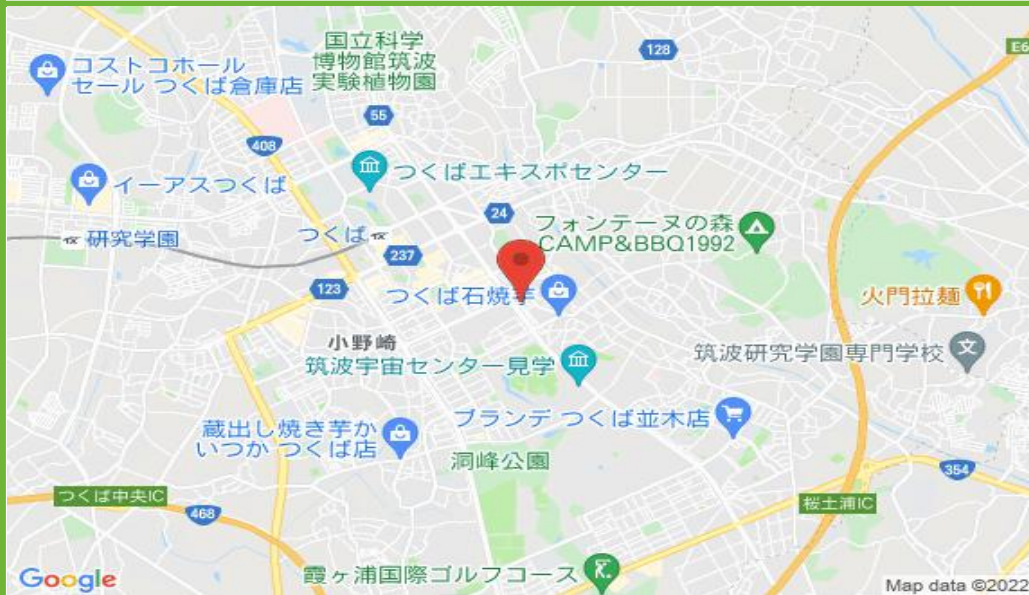 国立科学
博物館筑波
実験植物園
128
E6
コストコホール
セール つくば倉庫店
55
408
つくばエキスポセンター
イーアスつくば
24
フォンテーヌの森
CAMP&BBQ1992
研究学園
つくば
237
123
つくば石焼芋
火門拉麺
小野崎
筑波宇宙センター見学
筑波研究学園専門学校
文
ブランデ つくば並木店
蔵出し焼き芋か
いつか つくば店
洞峰公園
354
つくば中央IC
468
桜土浦IC
霞ヶ浦国際ゴルフコース
Google
Map data ©2022